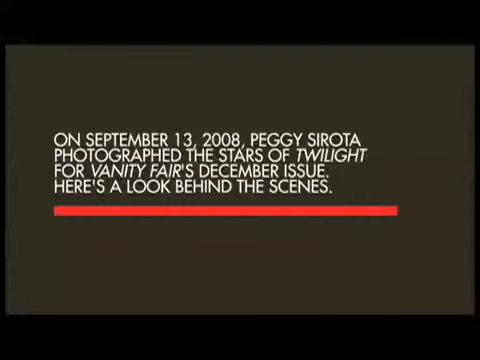 ON SEPTEMBER 13, 2008, PEGGY SIROTA
PHOTOGRAPHED THE STARS OF TWILIGHT
FOR VANITY FAIR'S DECEMBER ISSUE.
HERE'S A LOOK BEHIND THE SCENES.